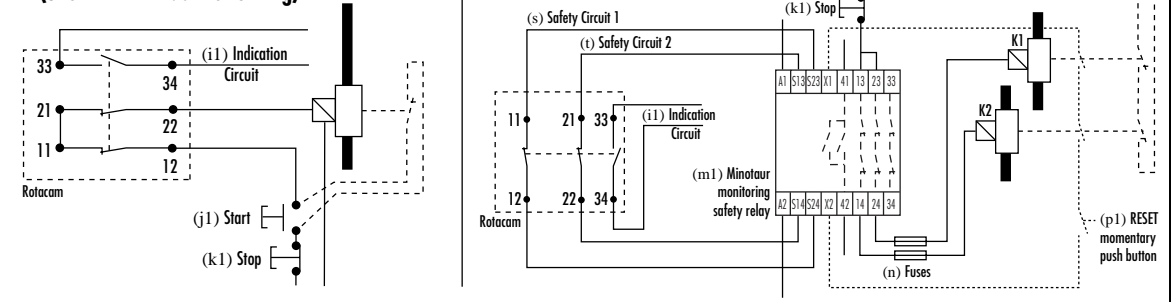 (i1) Indication
Circuit
33
34
21
22
11
12
Rotacam
(j1) Start
(k1) Stop
(k1) Stop
(s) Safety Circuit 1
(t) Safety Circuit 2
K1
A1 S13 S23 X1 41 13 23 33
K2
11 21 33
(i1) Indication
Circuit
(m1) Minotaur
monitoring
safety relay
12 22 34
Rotacam
A2 S14 S24 X2 42 14 24 34
(p1) RESET
momentary
push button
(n) Fuses